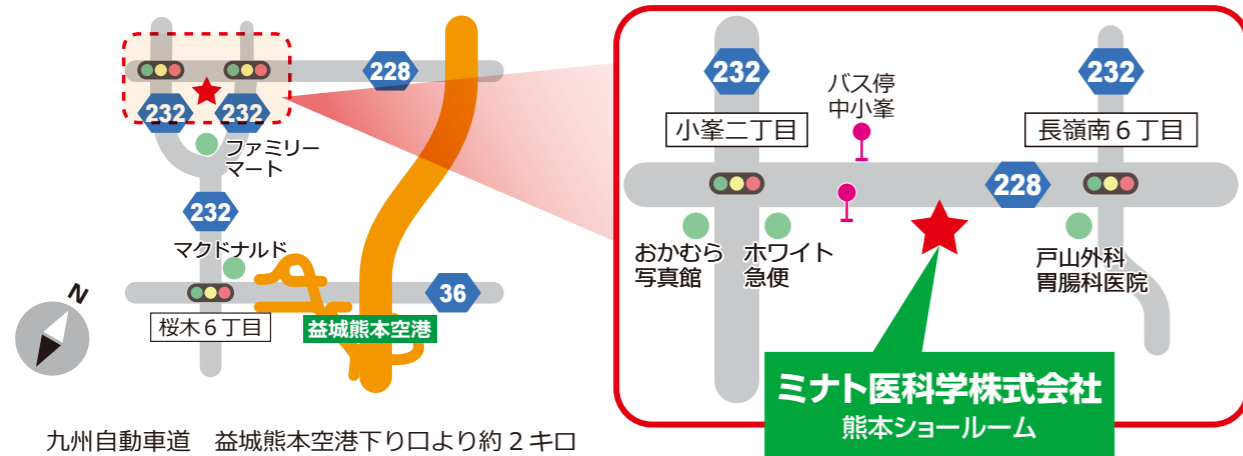 228
232
232
ファミリー
マート
232
マクドナルド
36
桜木６丁目
益城熊本空港
N
九州自動車道　益城熊本空港下り口より約２キロ
232
バス停
中小峯
232
小峯二丁目
長嶺南６丁目
228
おかむら
写真館
ホワイト
急便
戸山外科
胃腸科医院
ミナト医科学株式会社
熊本ショールーム